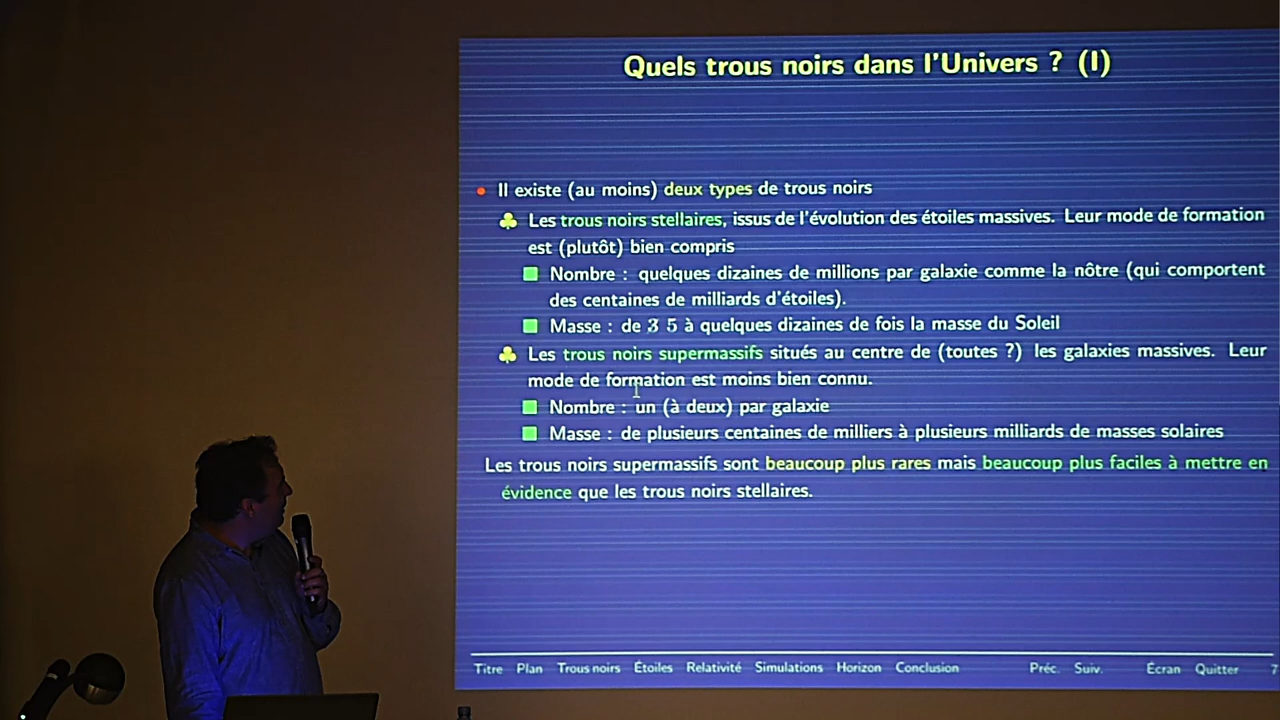 Quels trous noirs dans l'Univers ? (I)
Il existe (au moins) deux types de trous noirs
Les trous noirs stellaires, issus de l'évolution des étoiles massives. Leur mode de formation
est (plutôt) bien compris
Nombre : quelques dizaines de millions par galaxie comme la nôtre (qui comportent
des centaines de milliards d'étoiles).
Masse : de 3 5 à quelques dizaines de fois la masse du Soleil
Les trous noirs supermassifs situés au centre de (toutes ?) les galaxies massives. Leur
mode de formation est moins bien connu.
Nombre : un (à deux) par galaxie
Masse : de plusieurs centaines de milliers à plusieurs milliards de masses solaires
Les trous noirs supermassifs sont beaucoup plus rares mais beaucoup plus faciles à mettre en
évidence que les trous noirs stellaires.
Titre Plan Trous noirs Étoiles Relativité Simulations Horizon Conclusion Préc. Suiv. Écran Quitter 7